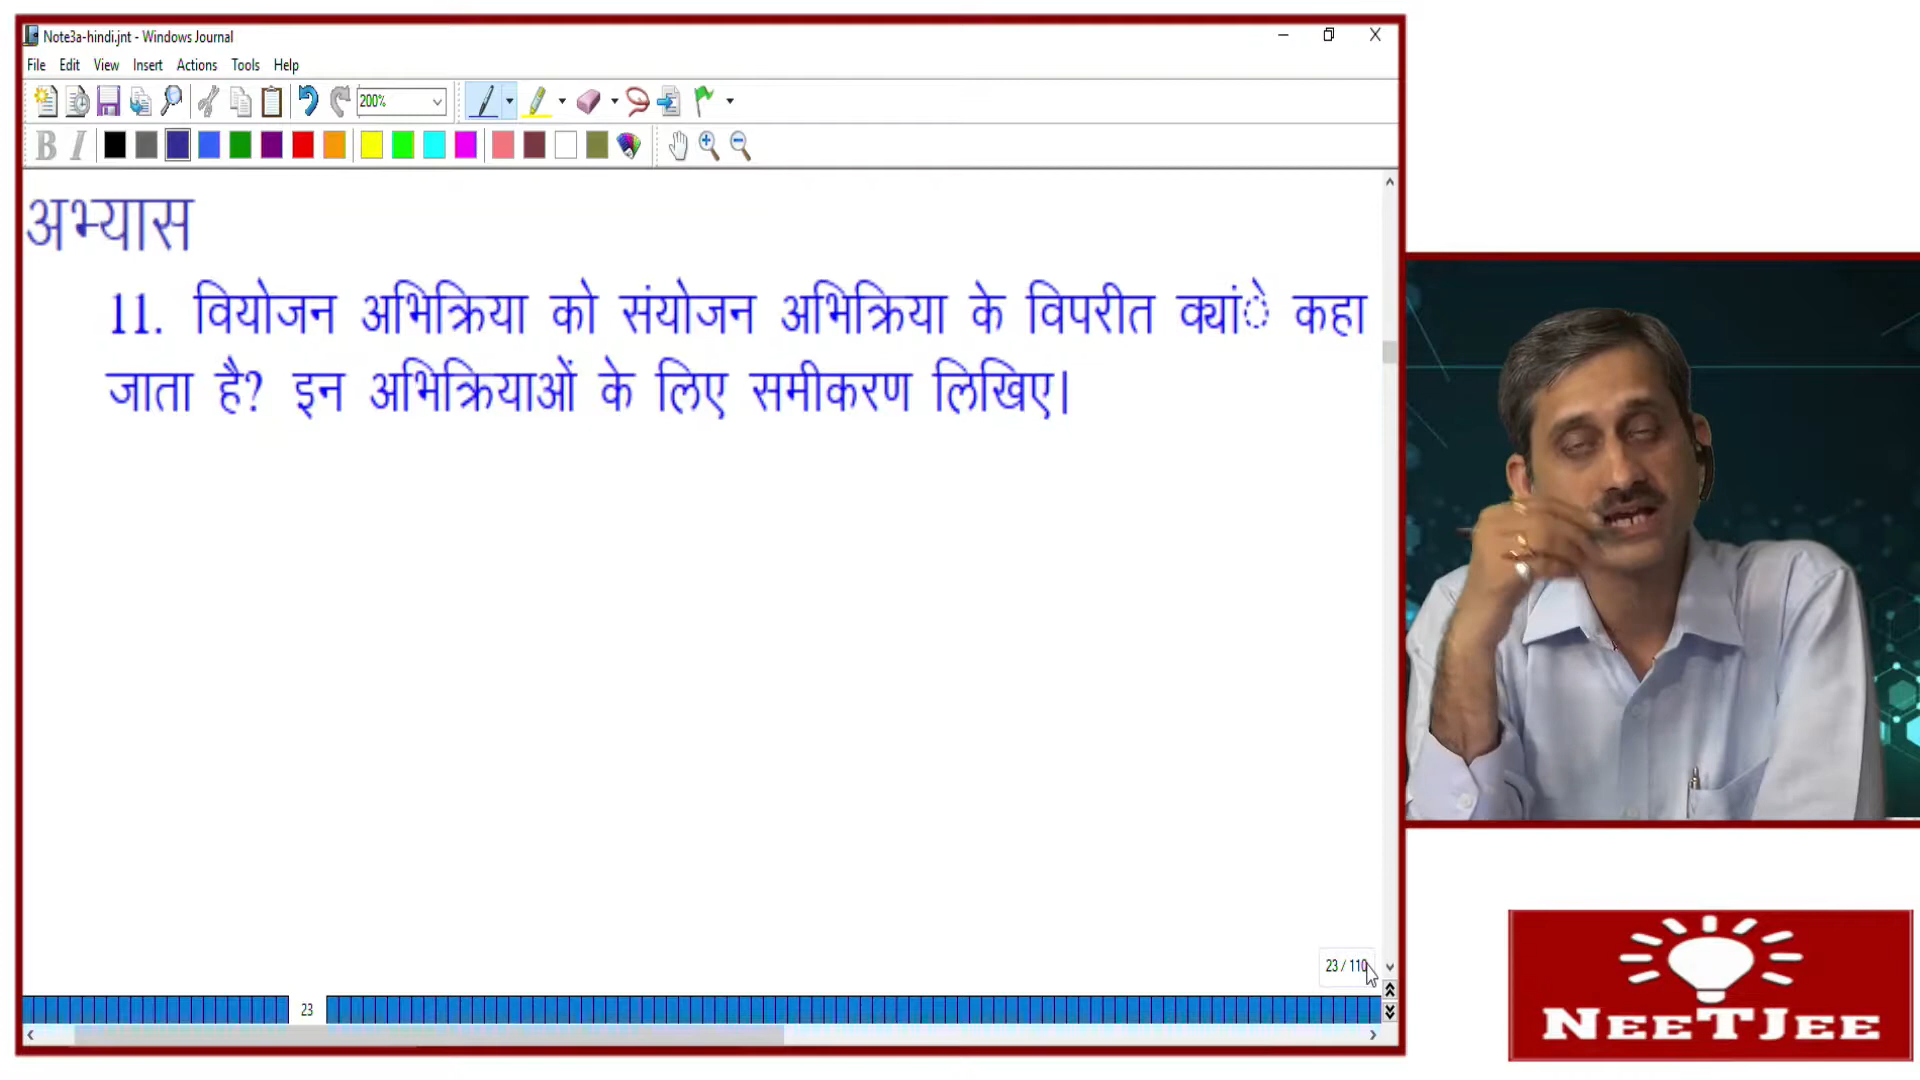 Note3a-hindi.jnt - Windows Journal
File Edit View Insert Actions Tools Help
200%
B I
अभ्यास
11. वियोजन अभिक्रिया को संयोजन अभिक्रिया के विपरीत क्यांे कहा
जाता है? इन अभिक्रियाओं के लिए समीकरण लिखिए।
23 / 110
23
NEETJEE